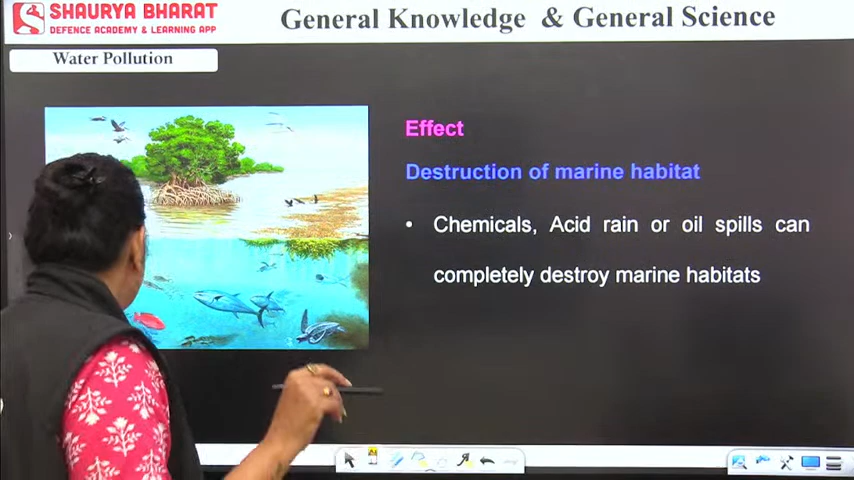 SHAURYA BHARAT
DEFENCE ACADEMY & LEARNING APP
General Knowledge & General Science
Water Pollution
Effect
Destruction of marine habitat
• Chemicals, Acid rain or oil spills can
completely destroy marine habitats